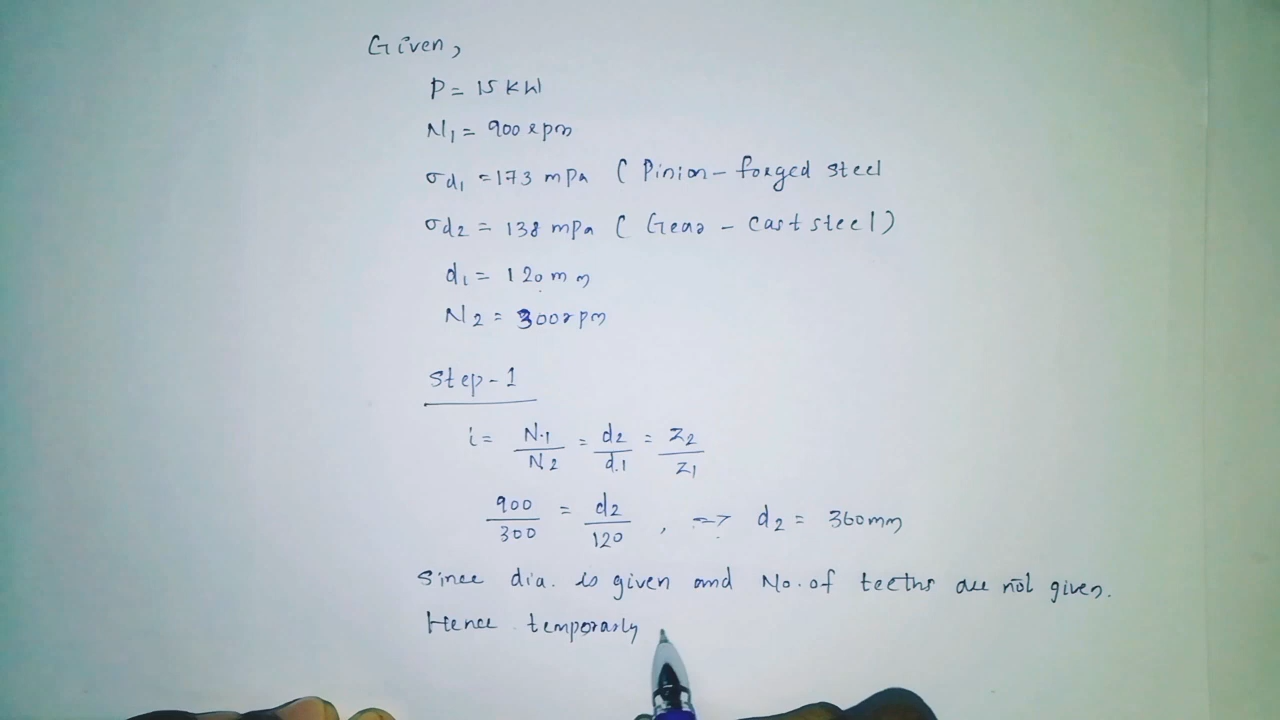 Given,
P = 15 KW
N1 = 900 rpm
σd1 = 173 mpa ( Pinion - forged steel
σd2 = 138 mpa ( Gear - cast steel )
d1 = 120 mm
N2 = 300 rpm
Step - 1
i = N1/N2 = d2/d1 = Z2/Z1
900/300 = d2/120 , => d2 = 360mm
Since dia. is given and No. of teeths are not given.
Hence temporarly